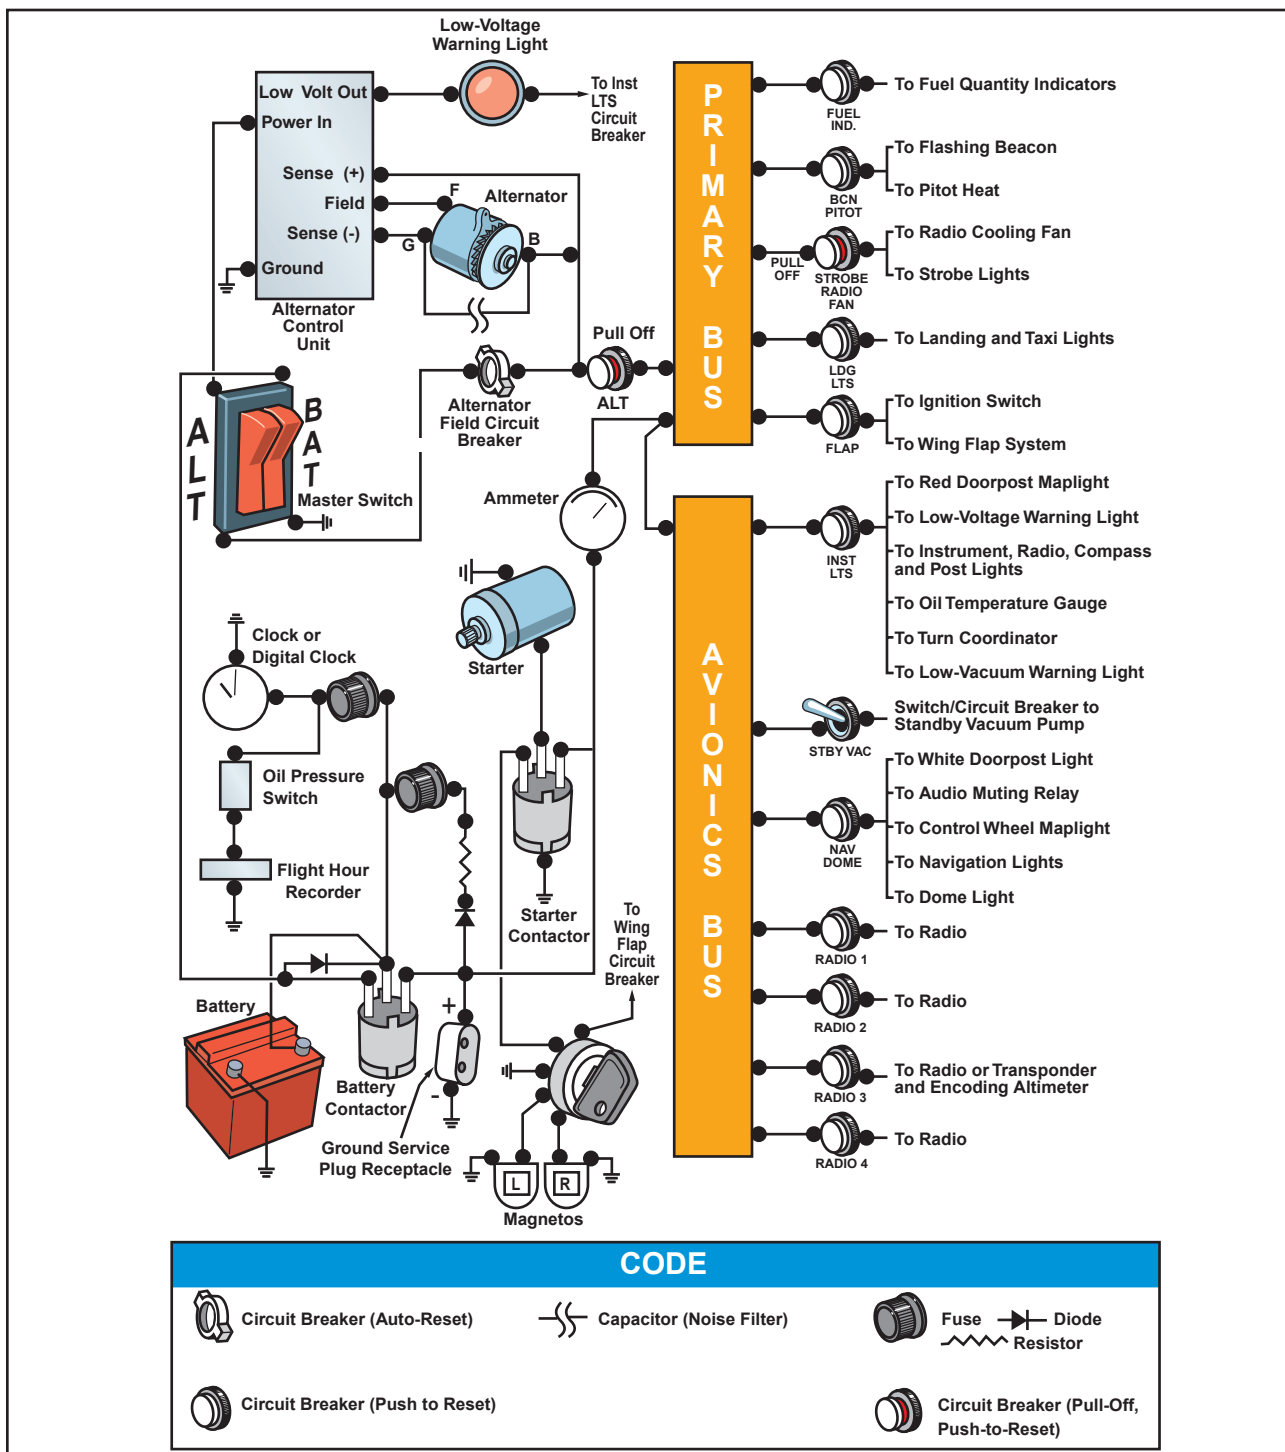 Low-Voltage
Warning Light
Low Volt Out
Power In
Sense (+)
Field
Sense (-)
Ground
Alternator
Control
Unit
To Inst
LTS
Circuit
Breaker
F
Alternator
G
B
Pull Off
ALT
Alternator
Field Circuit
Breaker
ALT
BAT
Master Switch
Ammeter
Starter
Clock or
Digital Clock
Oil Pressure
Switch
Flight Hour
Recorder
Starter
Contactor
To
Wing
Flap
Circuit
Breaker
Battery
Battery
Contactor
+
-
Ground Service
Plug Receptacle
L
R
Magnetos
PRIMARY BUS
FUEL
IND.
To Fuel Quantity Indicators
BCN
PITOT
To Flashing Beacon
To Pitot Heat
PULL
OFF
STROBE
RADIO
FAN
To Radio Cooling Fan
To Strobe Lights
LDG
LTS
To Landing and Taxi Lights
FLAP
To Ignition Switch
To Wing Flap System
AVIONICS BUS
INST
LTS
To Red Doorpost Maplight
To Low-Voltage Warning Light
To Instrument, Radio, Compass
and Post Lights
To Oil Temperature Gauge
To Turn Coordinator
To Low-Vacuum Warning Light
STBY VAC
Switch/Circuit Breaker to
Standby Vacuum Pump
NAV
DOME
To White Doorpost Light
To Audio Muting Relay
To Control Wheel Maplight
To Navigation Lights
To Dome Light
RADIO 1
To Radio
RADIO 2
To Radio
RADIO 3
To Radio or Transponder
and Encoding Altimeter
RADIO 4
To Radio
CODE
Circuit Breaker (Auto-Reset)
Capacitor (Noise Filter)
Fuse
Diode
Resistor
Circuit Breaker (Push to Reset)
Circuit Breaker (Pull-Off,
Push-to-Reset)